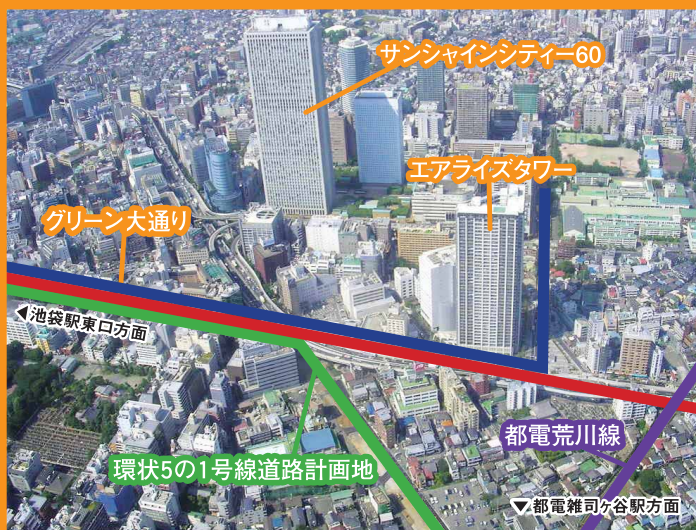 サンシャインシティー60
エアライズタワー
グリーン大通り
◀池袋駅東口方面
都電荒川線
環状5の1号線道路計画地
▼都電雑司ケ谷駅方面